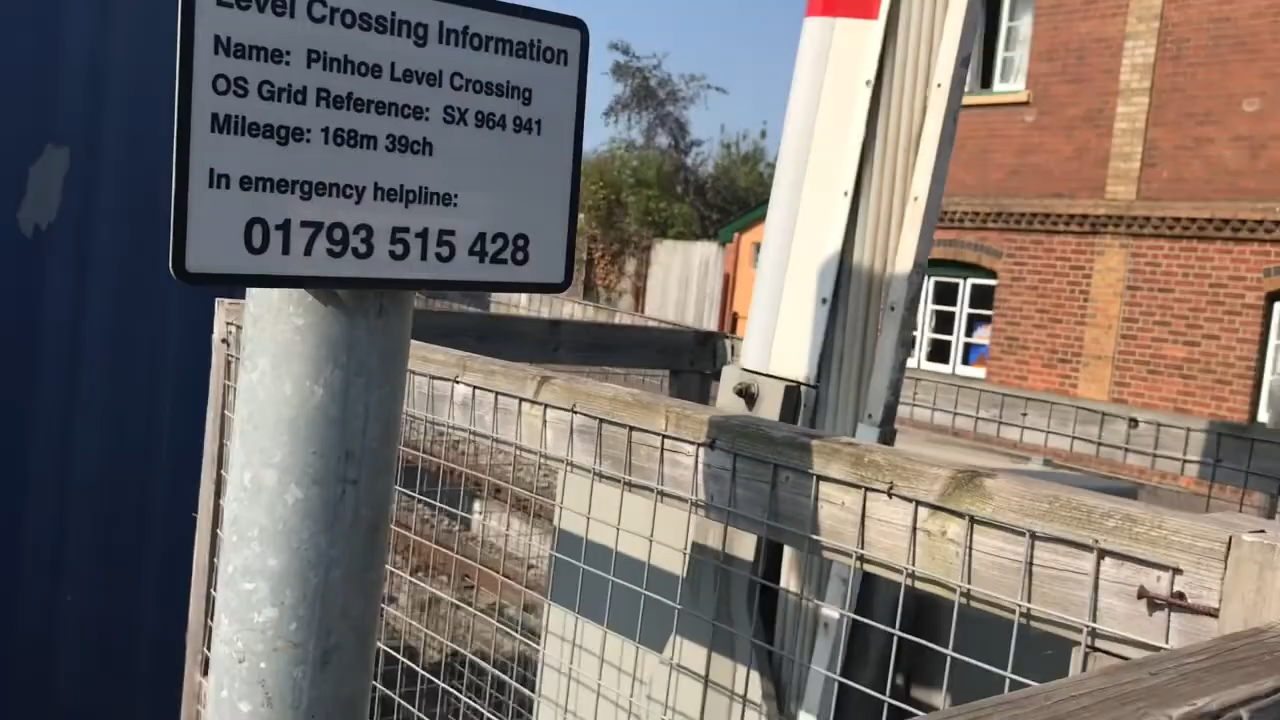 Level Crossing Information
Name: Pinhoe Level Crossing
OS Grid Reference: SX 964 941
Mileage: 168m 39ch
In emergency helpline:
01793 515 428